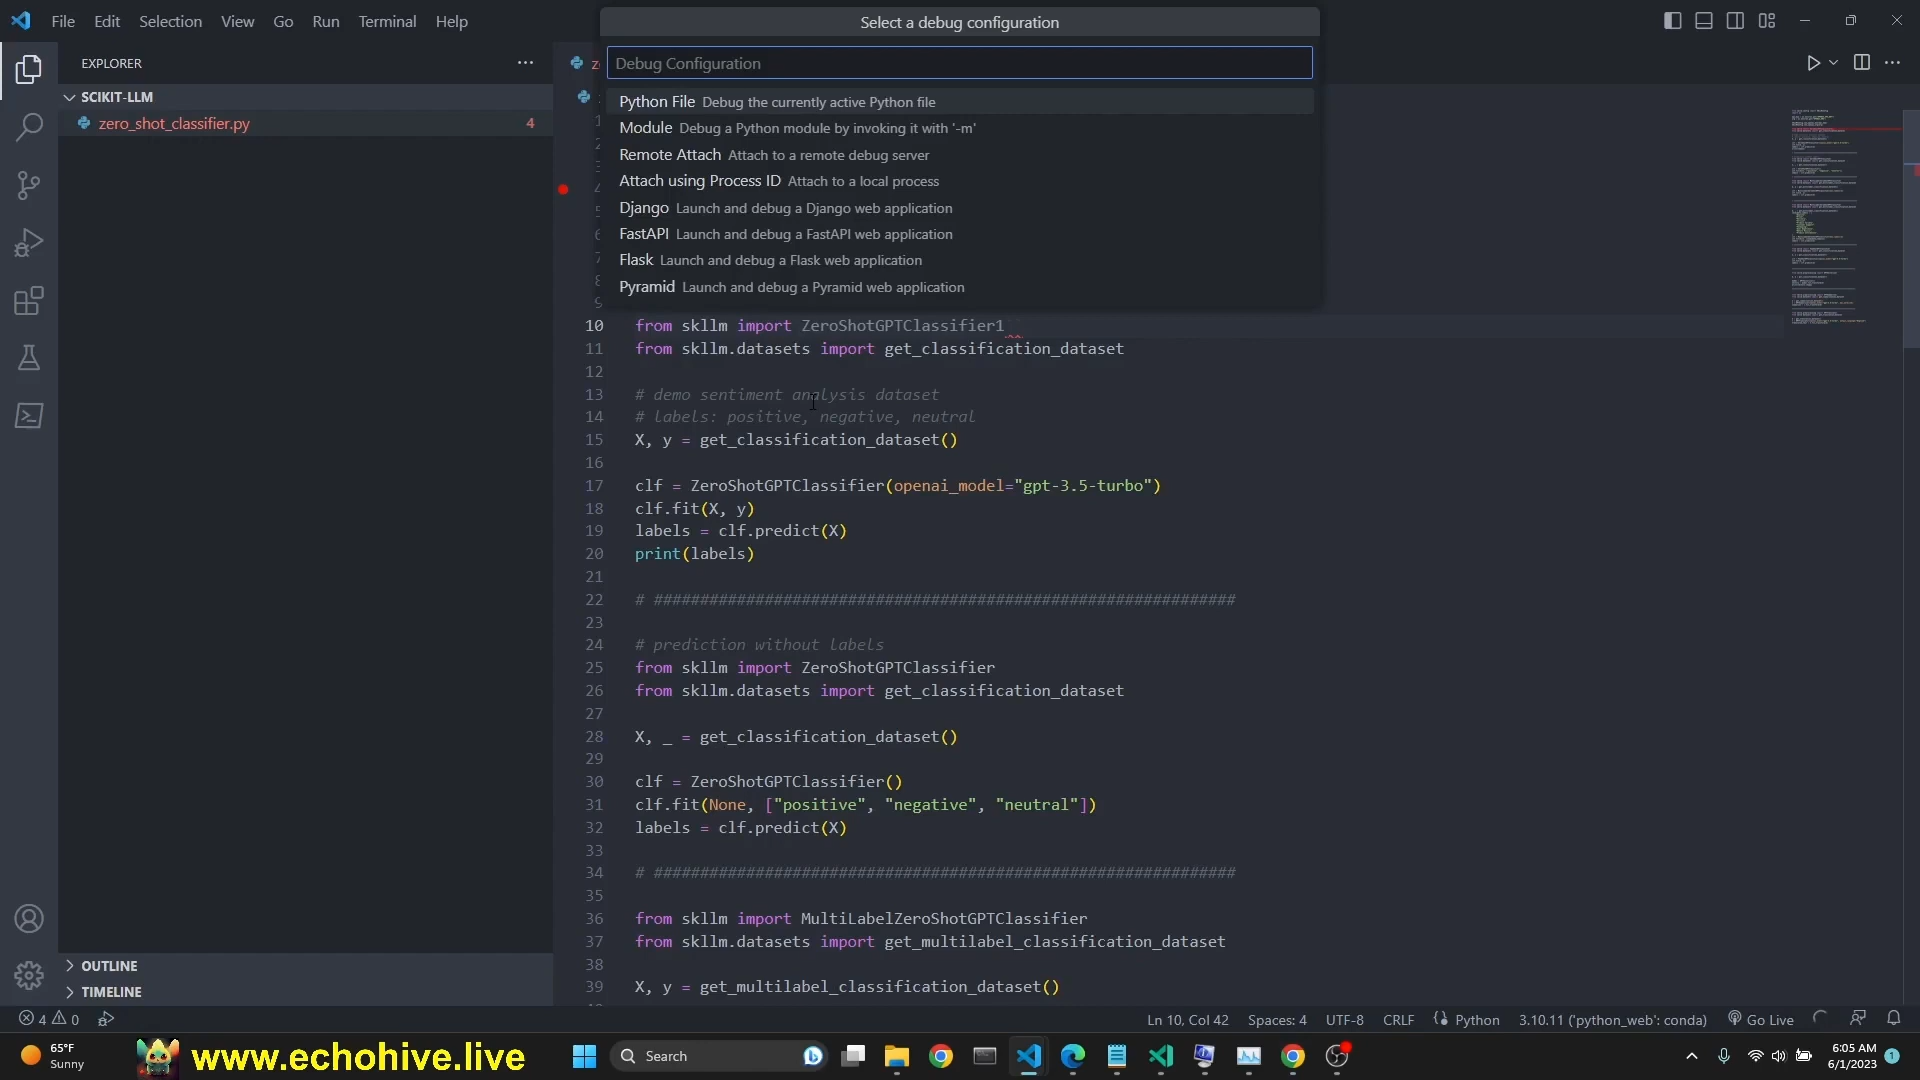 File Edit Selection View Go Run Terminal Help
Select a debug configuration
EXPLORER
Debug Configuration
SCIKIT-LLM
zero_shot_classifier.py 4
Python File Debug the currently active Python file
Module Debug a Python module by invoking it with '-m'
Remote Attach Attach to a remote debug server
Attach using Process ID Attach to a local process
Django Launch and debug a Django web application
FastAPI Launch and debug a FastAPI web application
Flask Launch and debug a Flask web application
Pyramid Launch and debug a Pyramid web application
10 from skllm import ZeroShotGPTClassifier1
11 from skllm.datasets import get_classification_dataset
12
13 # demo sentiment analysis dataset
14 # labels: positive, negative, neutral
15 X, y = get_classification_dataset()
16
17 clf = ZeroShotGPTClassifier(openai_model="gpt-3.5-turbo")
18 clf.fit(X, y)
19 labels = clf.predict(X)
20 print(labels)
21
22 # ###############################################################
23
24 # prediction without labels
25 from skllm import ZeroShotGPTClassifier
26 from skllm.datasets import get_classification_dataset
27
28 X, _ = get_classification_dataset()
29
30 clf = ZeroShotGPTClassifier()
31 clf.fit(None, ["positive", "negative", "neutral"])
32 labels = clf.predict(X)
33
34 # ###############################################################
35
36 from skllm import MultiLabelZeroShotGPTClassifier
37 from skllm.datasets import get_multilabel_classification_dataset
38
39 X, y = get_multilabel_classification_dataset()
OUTLINE
TIMELINE
4 0 Ln 10, Col 42 Spaces: 4 UTF-8 CRLF Python 3.10.11 ('python_web': conda) Go Live
65°F
Sunny
www.echohive.live
Search
6:05 AM
6/1/2023
1